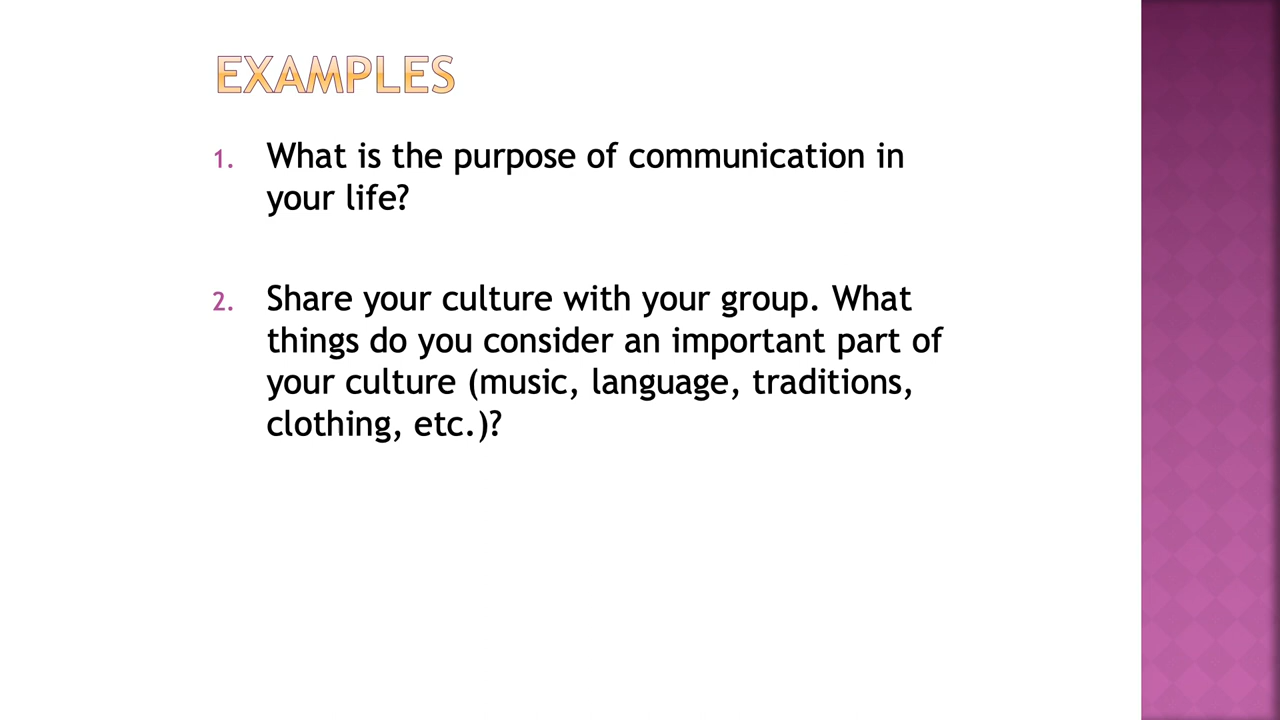 EXAMPLES
1. What is the purpose of communication in
your life?
2. Share your culture with your group. What
things do you consider an important part of
your culture (music, language, traditions,
clothing, etc.)?